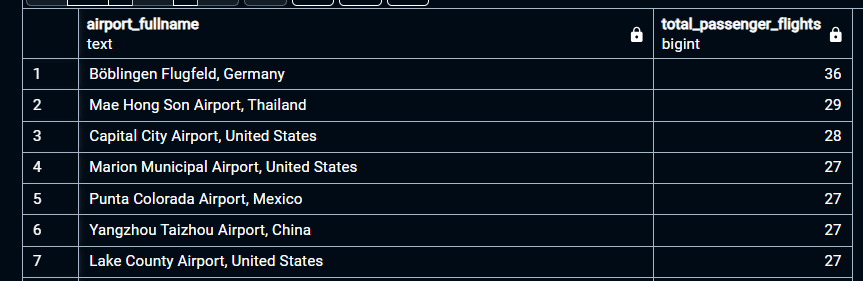 airport_fullname total_passenger_flights
text bigint
1 Böblingen Flugfeld, Germany 36
2 Mae Hong Son Airport, Thailand 29
3 Capital City Airport, United States 28
4 Marion Municipal Airport, United States 27
5 Punta Colorada Airport, Mexico 27
6 Yangzhou Taizhou Airport, China 27
7 Lake County Airport, United States 27